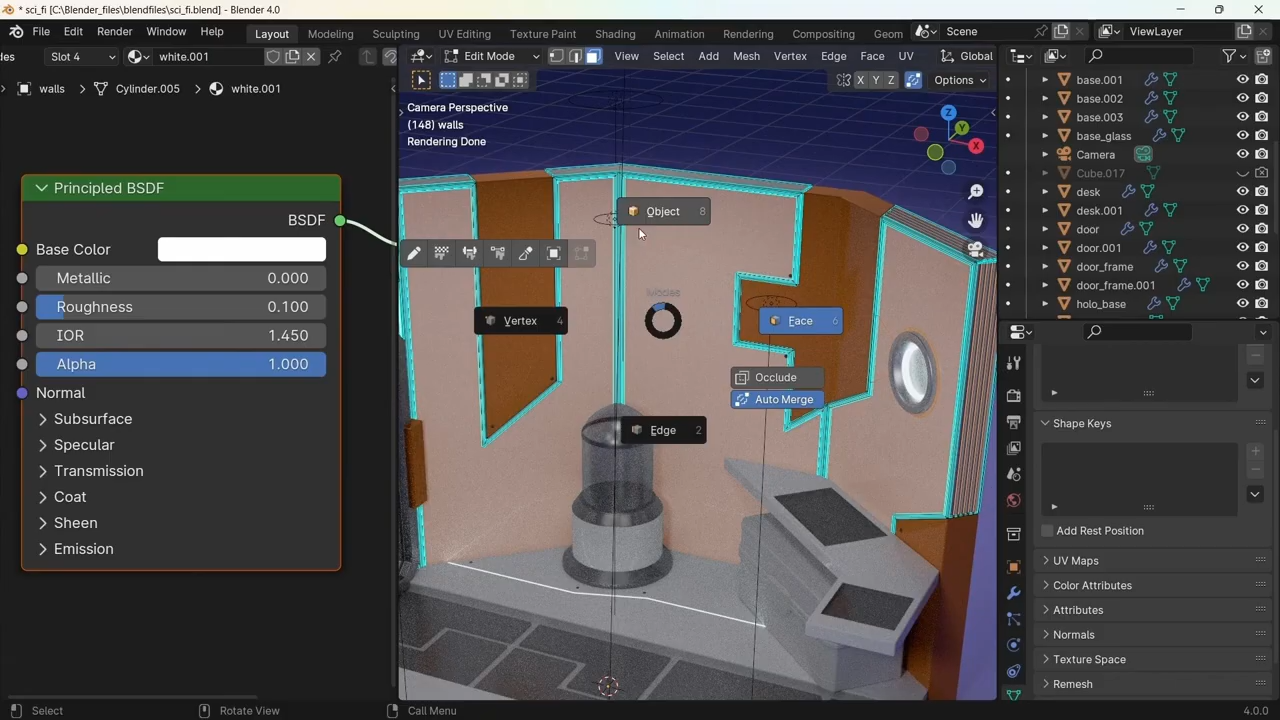 * sci_fi [C:\Blender_files\blendfiles\sci_fi.blend] - Blender 4.0
File Edit Render Window Help
Layout Modeling Sculpting UV Editing Texture Paint Shading Animation Rendering Compositing Geom
Scene ViewLayer
des Slot 4 white.001
Edit Mode View Select Add Mesh Vertex Edge Face UV Global
X Y Z Options
walls > Cylinder.005 > white.001
Camera Perspective
(148) walls
Rendering Done
Z
Y
X
Principled BSDF
BSDF
Base Color
Metallic 0.000
Roughness 0.100
IOR 1.450
Alpha 1.000
Normal
Subsurface
Specular
Transmission
Coat
Sheen
Emission
Object 8
Modes
Vertex 4
Face 6
Occlude
Auto Merge
Edge 2
base.001
base.002
base.003
base_glass
Camera
Cube.017
desk
desk.001
door
door.001
door_frame
door_frame.001
holo_base
Shape Keys
Add Rest Position
UV Maps
Color Attributes
Attributes
Normals
Texture Space
Remesh
Select Rotate View Call Menu 4.0.0